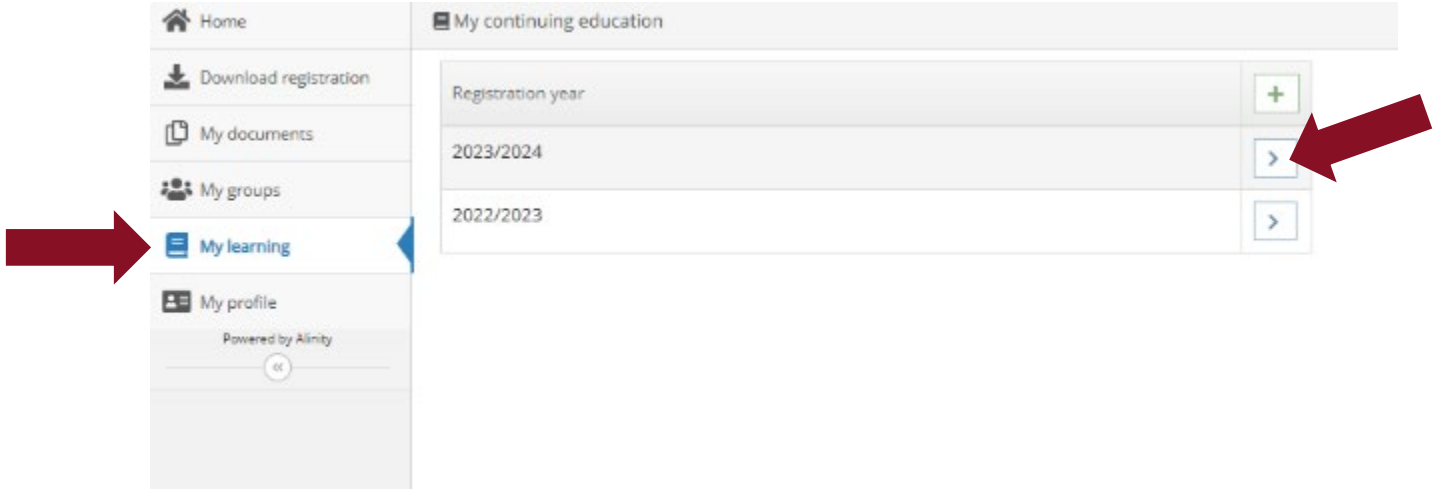 Home
Download registration
My documents
My groups
My learning
My profile
Powered by Alinity
My continuing education
Registration year
2023/2024
2022/2023